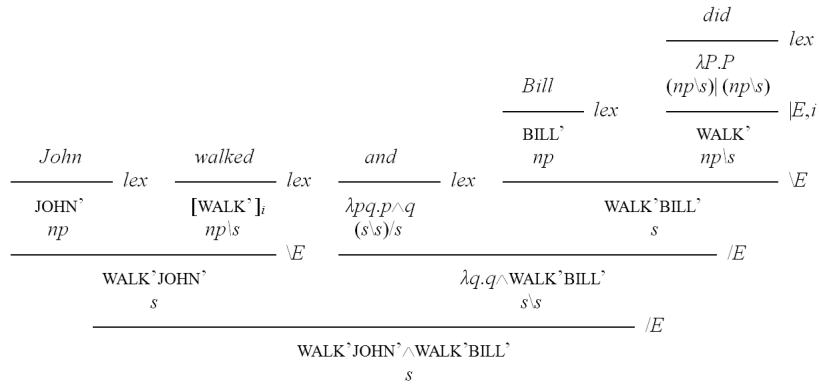 did
lex
λP.P
Bill (np\s)| (np\s)
lex |E,i
BILL’ WALK’
John walked and np np\s
lex lex lex \E
JOHN’ [WALK’]i λpq.p∧q WALK’BILL’
np np\s (s\s)/s s
\E /E
WALK’JOHN’ λq.q∧WALK’BILL’
s s\s
/E
WALK’JOHN’∧WALK’BILL’
s